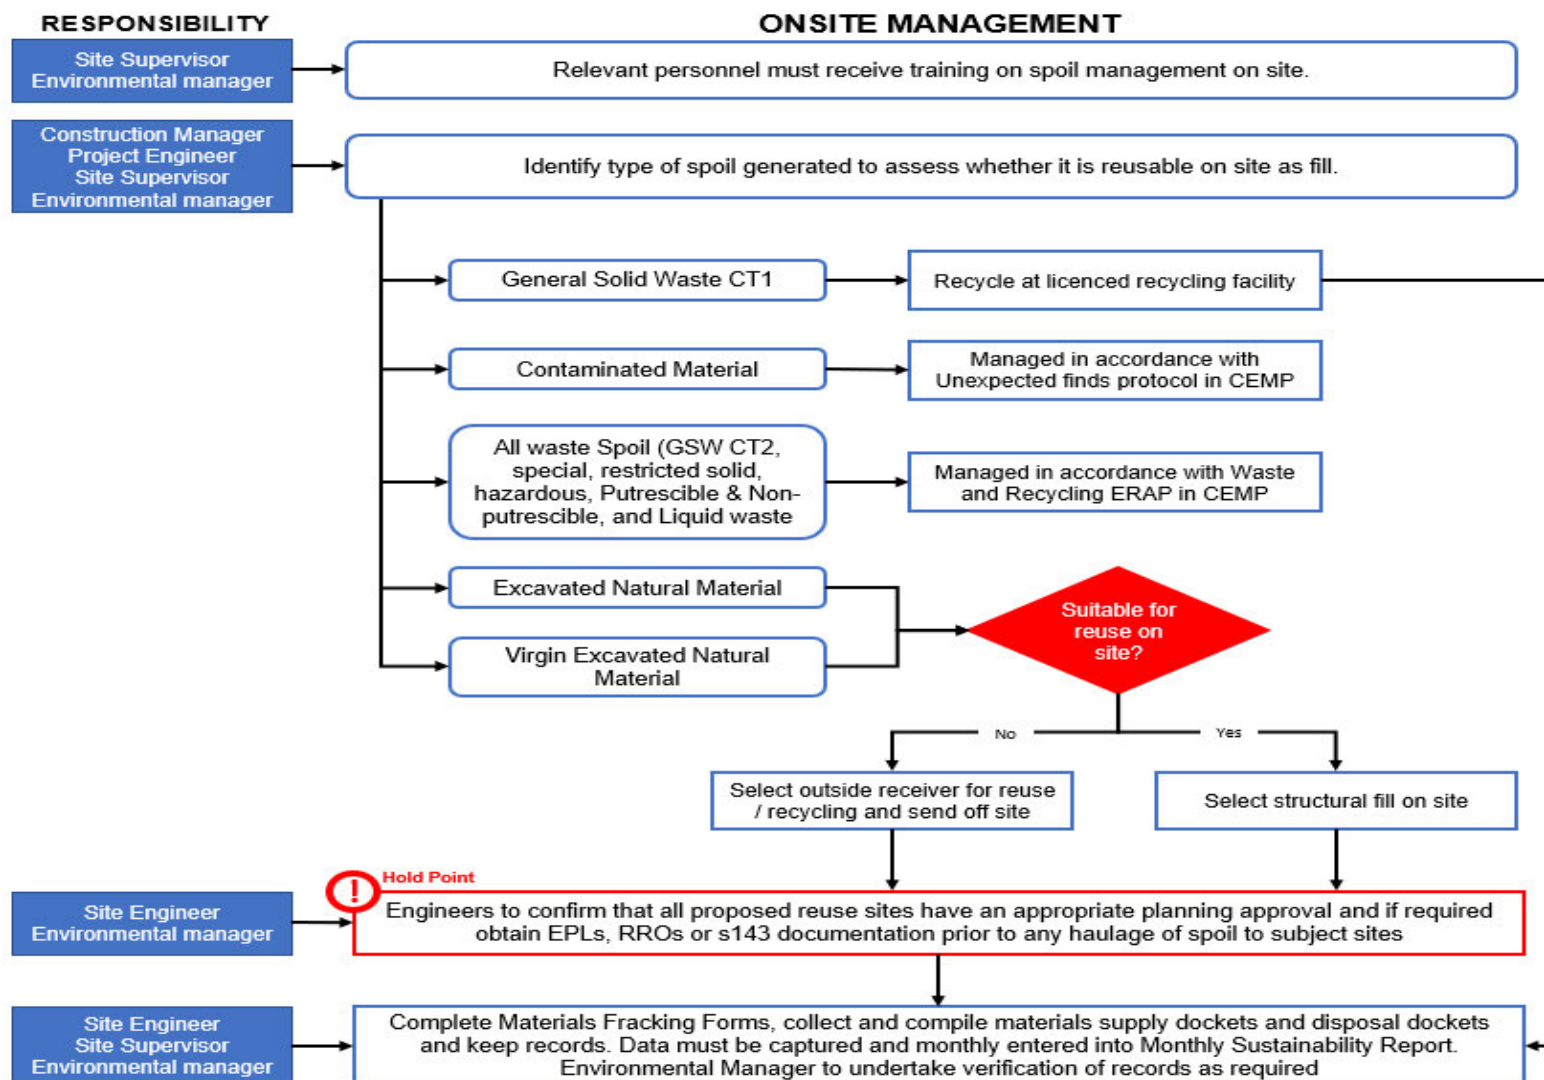 RESPONSIBILITY
ONSITE MANAGEMENT
Site Supervisor
Environmental manager
Relevant personnel must receive training on spoil management on site.
Construction Manager
Project Engineer
Site Supervisor
Environmental manager
Identify type of spoil generated to assess whether it is reusable on site as fill.
General Solid Waste CT1
Recycle at licenced recycling facility
Contaminated Material
Managed in accordance with
Unexpected finds protocol in CEMP
All waste Spoil (GSW CT2,
special, restricted solid,
hazardous, Putrescible & Non-
putrescible, and Liquid waste
Managed in accordance with Waste
and Recycling ERAP in CEMP
Excavated Natural Material
Virgin Excavated Natural
Material
Suitable for
reuse on
site?
No
Yes
Select outside receiver for reuse
/ recycling and send off site
Select structural fill on site
!
Hold Point
Site Engineer
Environmental manager
Engineers to confirm that all proposed reuse sites have an appropriate planning approval and if required
obtain EPLs, RROs or s143 documentation prior to any haulage of spoil to subject sites
Site Engineer
Site Supervisor
Environmental manager
Complete Materials Fracking Forms, collect and compile materials supply dockets and disposal dockets
and keep records. Data must be captured and monthly entered into Monthly Sustainability Report.
Environmental Manager to undertake verification of records as required